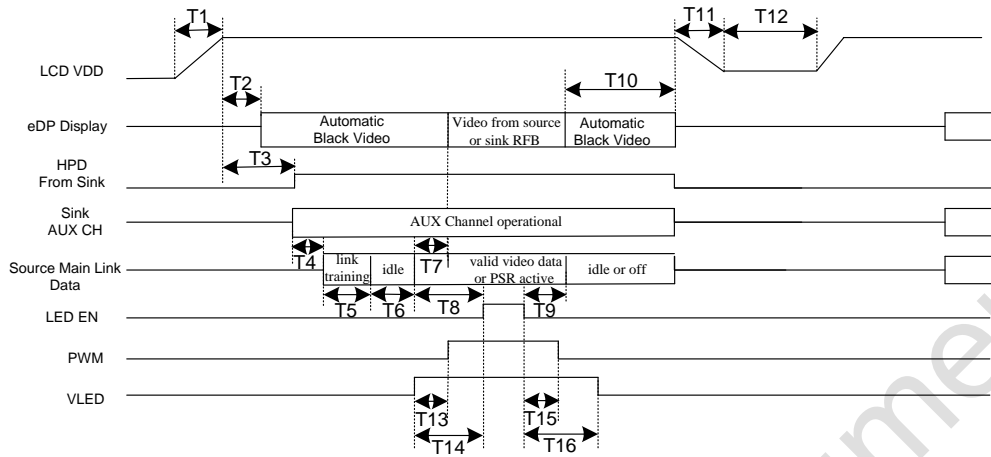 T1
T11
T12
LCD VDD
T2
T10
eDP Display
Automatic
Black Video
Video from source
or sink RFB
Automatic
Black Video
HPD
From Sink
T3
Sink
AUX CH
AUX Channel operational
Source Main Link
Data
T4
link
training
idle
T7
valid video data
or PSR active
idle or off
T5
T6
T8
T9
LED EN
PWM
VLED
T13
T15
T14
T16